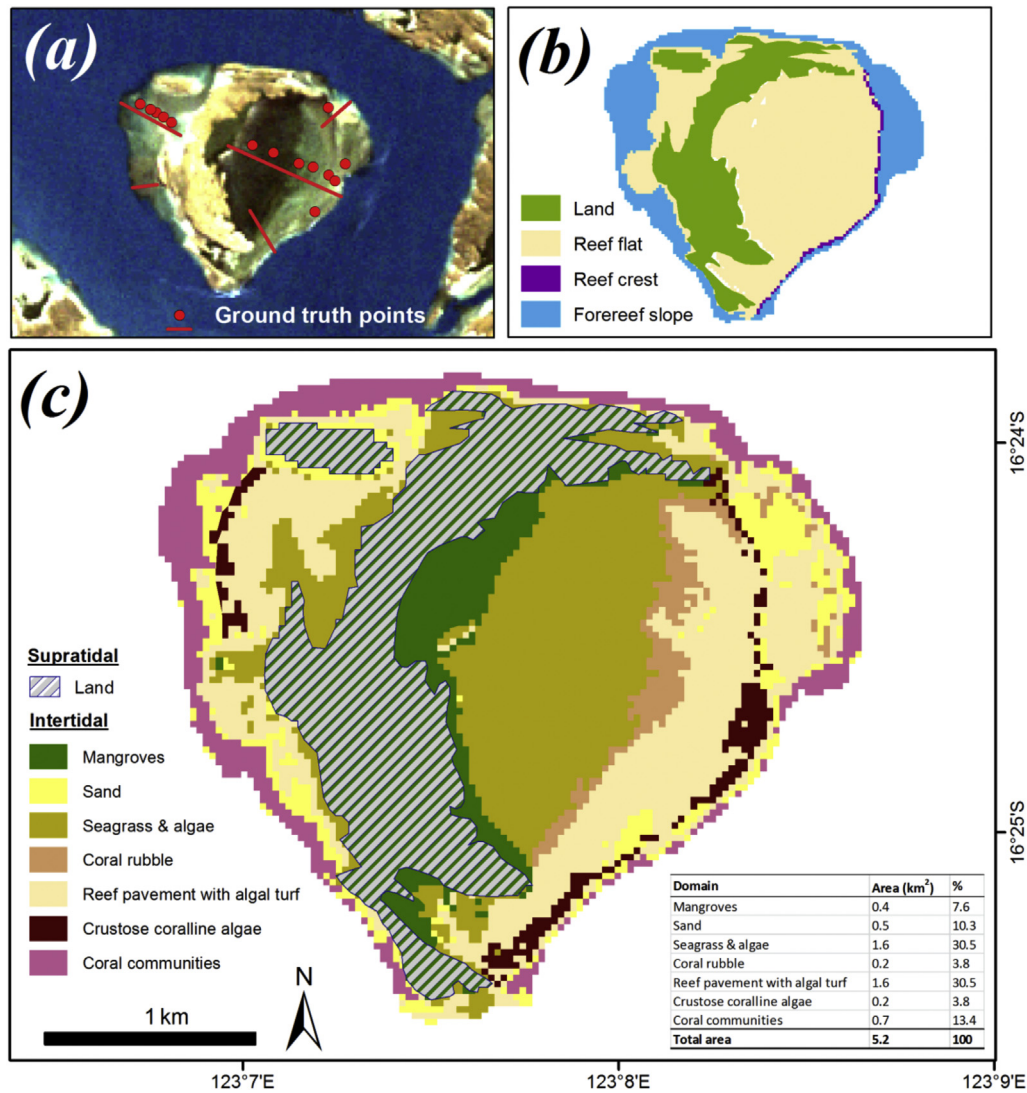 (a)
Ground truth points
(b)
Land
Reef flat
Reef crest
Forereef slope
(c)
Supratidal
Land
Intertidal
Mangroves
Sand
Seagrass & algae
Coral rubble
Reef pavement with algal turf
Crustose coralline algae
Coral communities
N
1 km
Domain Area (km²) %
Mangroves 0.4 7.6
Sand 0.5 10.3
Seagrass & algae 1.6 30.5
Coral rubble 0.2 3.8
Reef pavement with algal turf 1.6 30.5
Crustose coralline algae 0.2 3.8
Coral communities 0.7 13.4
Total area 5.2 100
16°24'S
16°25'S
123°7'E 123°8'E 123°9'E